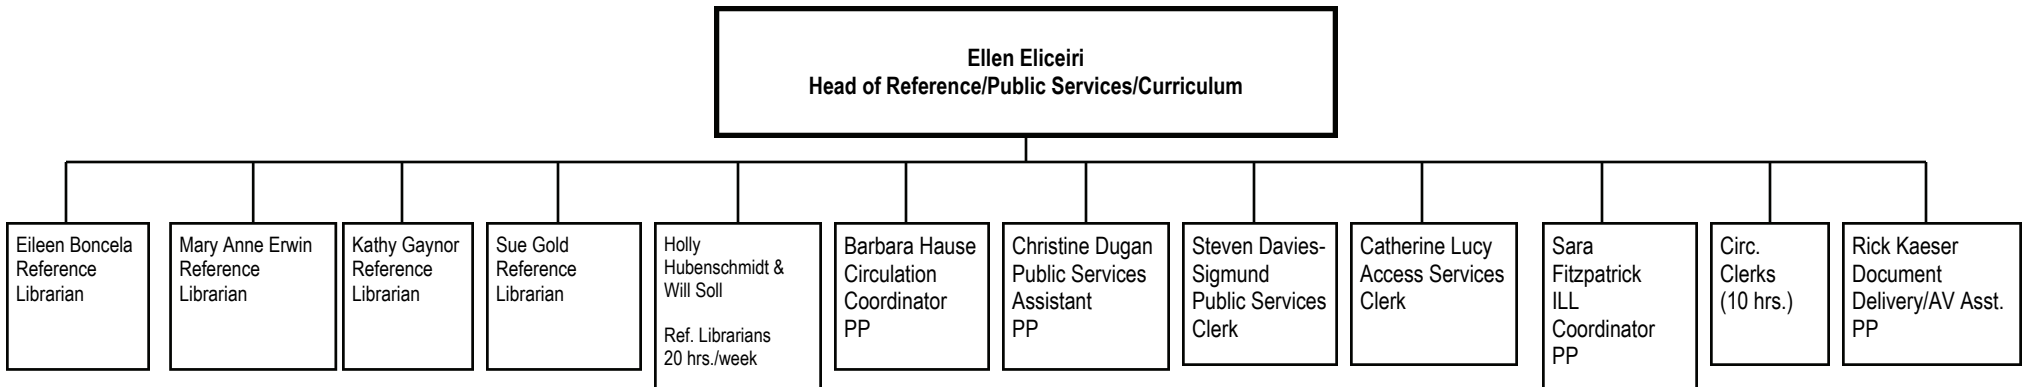 Ellen Eliceiri
Head of Reference/Public Services/Curriculum
Eileen Boncela
Reference
Librarian
Mary Anne Erwin
Reference
Librarian
Kathy Gaynor
Reference
Librarian
Sue Gold
Reference
Librarian
Holly
Hubenschmidt &
Will Soll
Ref. Librarians
20 hrs./week
Barbara Hause
Circulation
Coordinator
PP
Christine Dugan
Public Services
Assistant
PP
Steven Davies-
Sigmund
Public Services
Clerk
Catherine Lucy
Access Services
Clerk
Sara
Fitzpatrick
ILL
Coordinator
PP
Circ.
Clerks
(10 hrs.)
Rick Kaeser
Document
Delivery/AV Asst.
PP